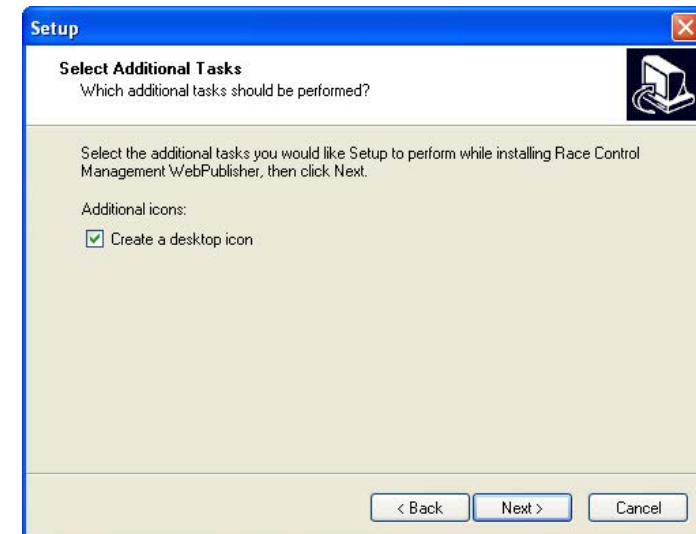 Setup
Select Additional Tasks
Which additional tasks should be performed?
Select the additional tasks you would like Setup to perform while installing Race Control
Management WebPublisher, then click Next.
Additional icons:
Create a desktop icon
< Back
Next >
Cancel